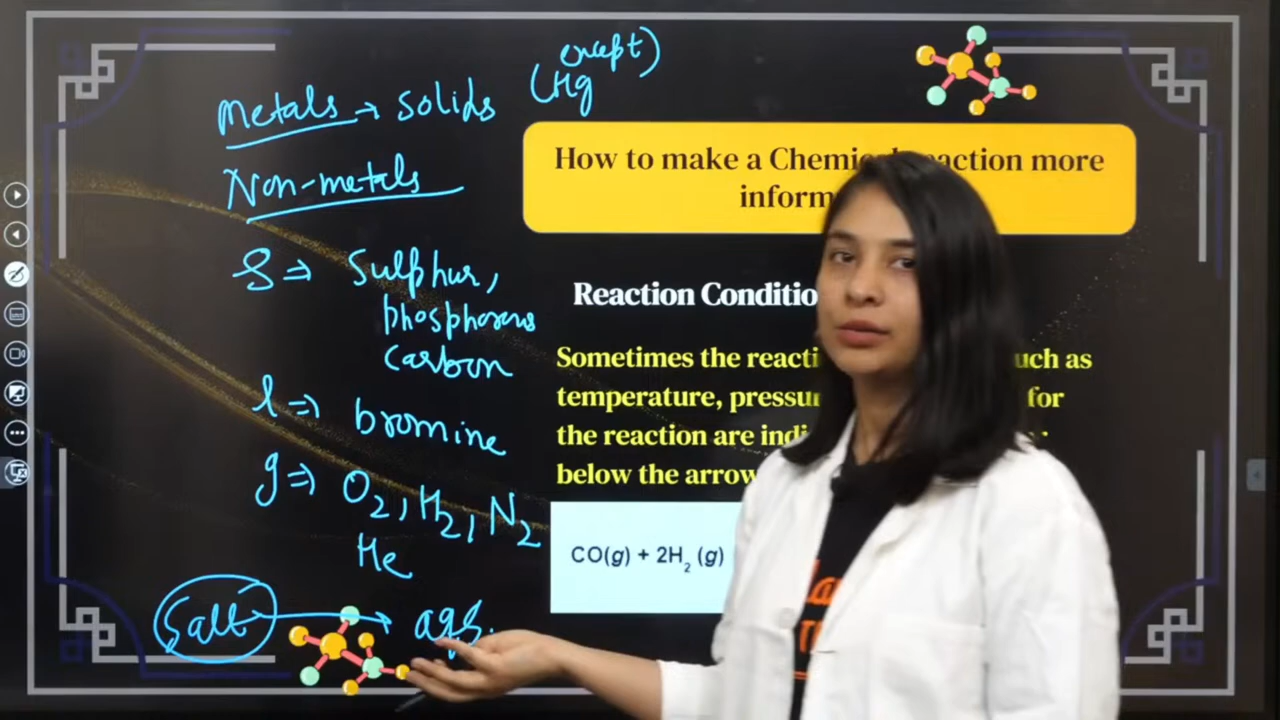 Metals → solids (Hg except)
Non-metals
S ⇒ Sulphur,
phosphorus
carbon
l ⇒ bromine
g ⇒ O2, H2, N2
He
Salt → aqs.
How to make a Chemic
action more
inform
Reaction Conditio
Sometimes the reacti
uch as
temperature, pressur
for
the reaction are indi
below the arrow
CO(g) + 2H2 (g)